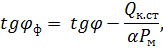 tgφ_ф = tgφ − Q_к.ст / αP_м,